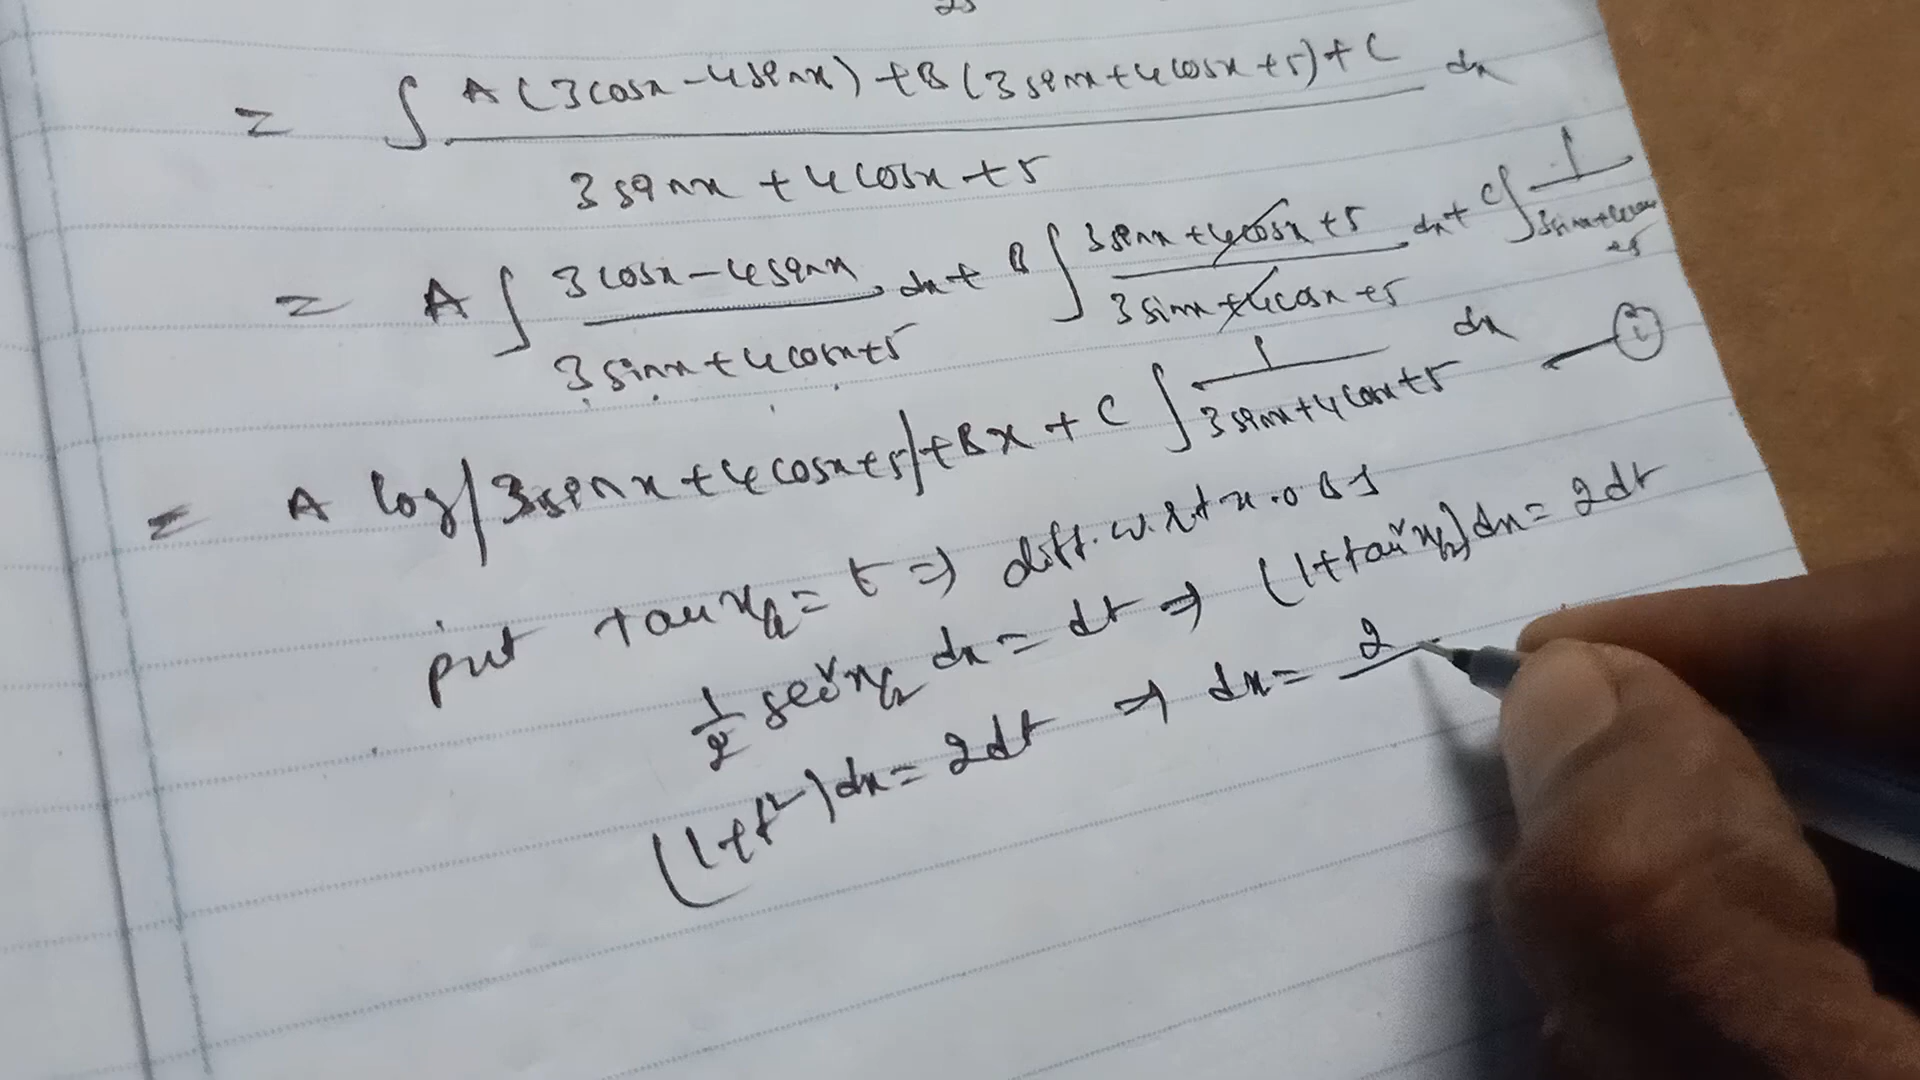 25
= ∫ A(3cosx-4sinx)+B(3sinx+4cosx+5)+C / 3sinx+4cosx+5 dx
= A∫ 3cosx-4sinx / 3sinx+4cosx+5 dx + B∫ 3sinx+4cosx+5 / 3sinx+4cosx+5 dx + C∫ 1 / 3sinx+4cosx+5 dx — ①
= A log|3sinx+4cosx+5|+Bx+C ∫ 1 / 3sinx+4cosx+5
put tan x/2 = t ⇒ diff. w.r.t x. o B S
1/2 sec² x/2 dx = dt ⇒ (1+tan² x/2)dx = 2dt
(1+t²)dx = 2dt ⇒ dx = 2